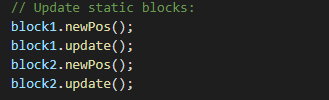 // Update static blocks:
block1.newPos();
block1.update();
block2.newPos();
block2.update();